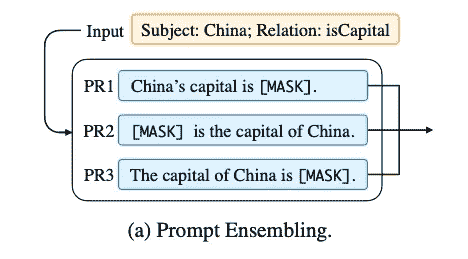 Input Subject: China; Relation: isCapital
PR1 China's capital is [MASK].
PR2 [MASK] is the capital of China.
PR3 The capital of China is [MASK].
(a) Prompt Ensembling.